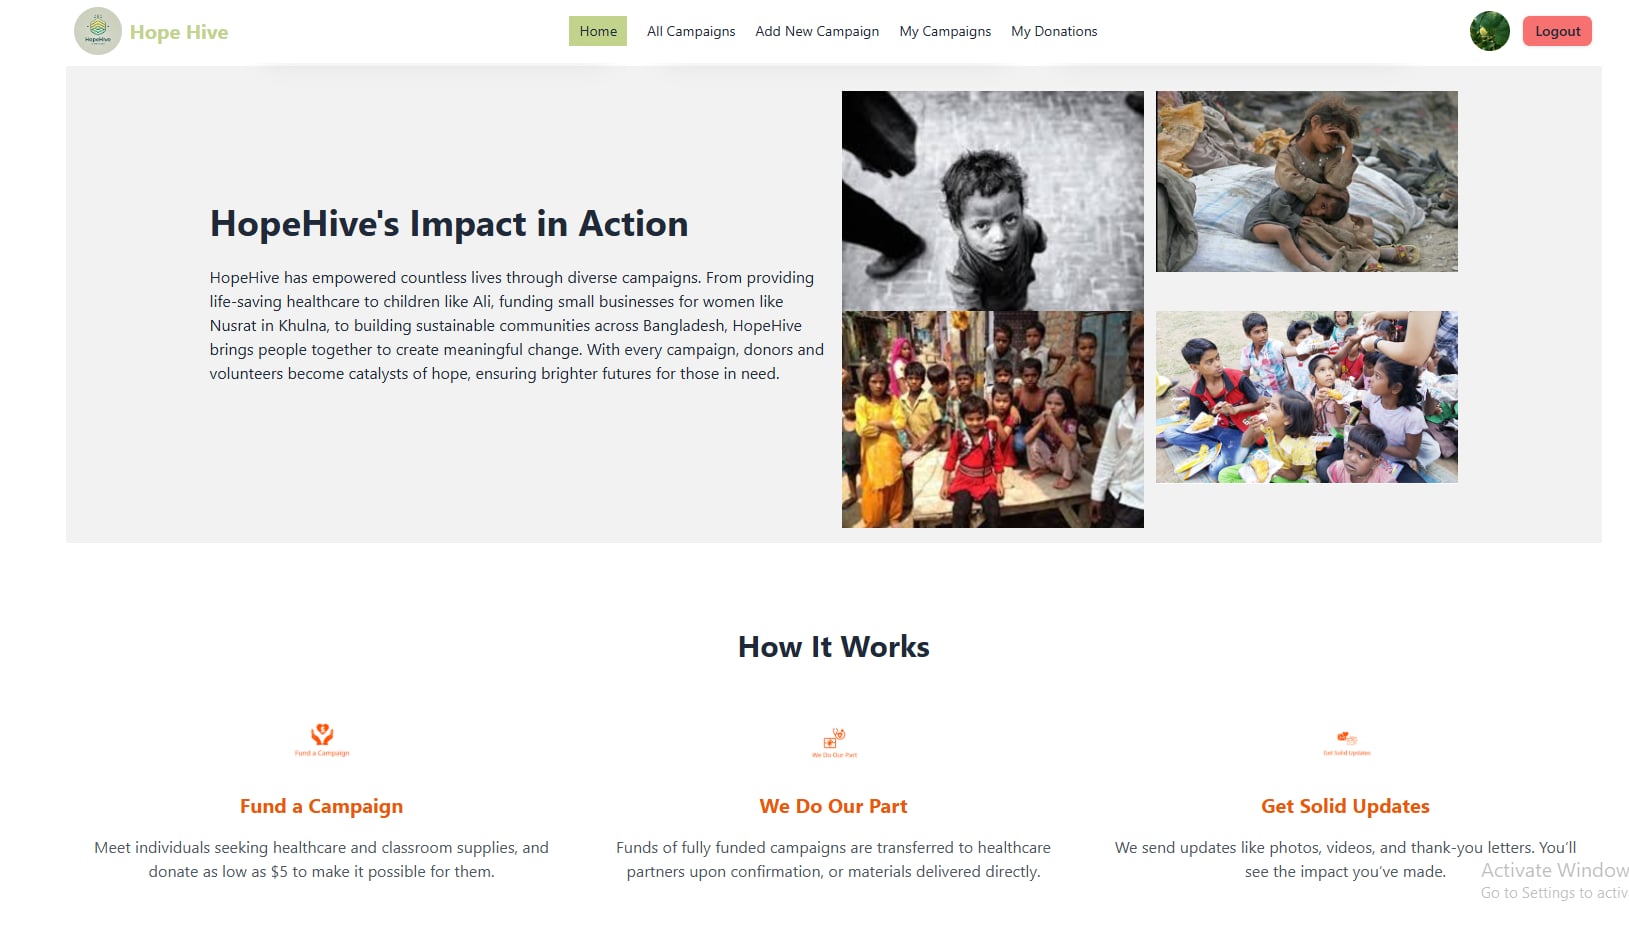 HopeHive
Hope Hive
Home
All Campaigns
Add New Campaign
My Campaigns
My Donations
Logout
HopeHive's Impact in Action
HopeHive has empowered countless lives through diverse campaigns. From providing
life-saving healthcare to children like Ali, funding small businesses for women like
Nusrat in Khulna, to building sustainable communities across Bangladesh, HopeHive
brings people together to create meaningful change. With every campaign, donors and
volunteers become catalysts of hope, ensuring brighter futures for those in need.
How It Works
Fund a Campaign
Fund a Campaign
Meet individuals seeking healthcare and classroom supplies, and
donate as low as $5 to make it possible for them.
We Do Our Part
We Do Our Part
Funds of fully funded campaigns are transferred to healthcare
partners upon confirmation, or materials delivered directly.
Get Solid Updates
Get Solid Updates
We send updates like photos, videos, and thank-you letters. You’ll
see the impact you’ve made.
Activate Window
Go to Settings to activ